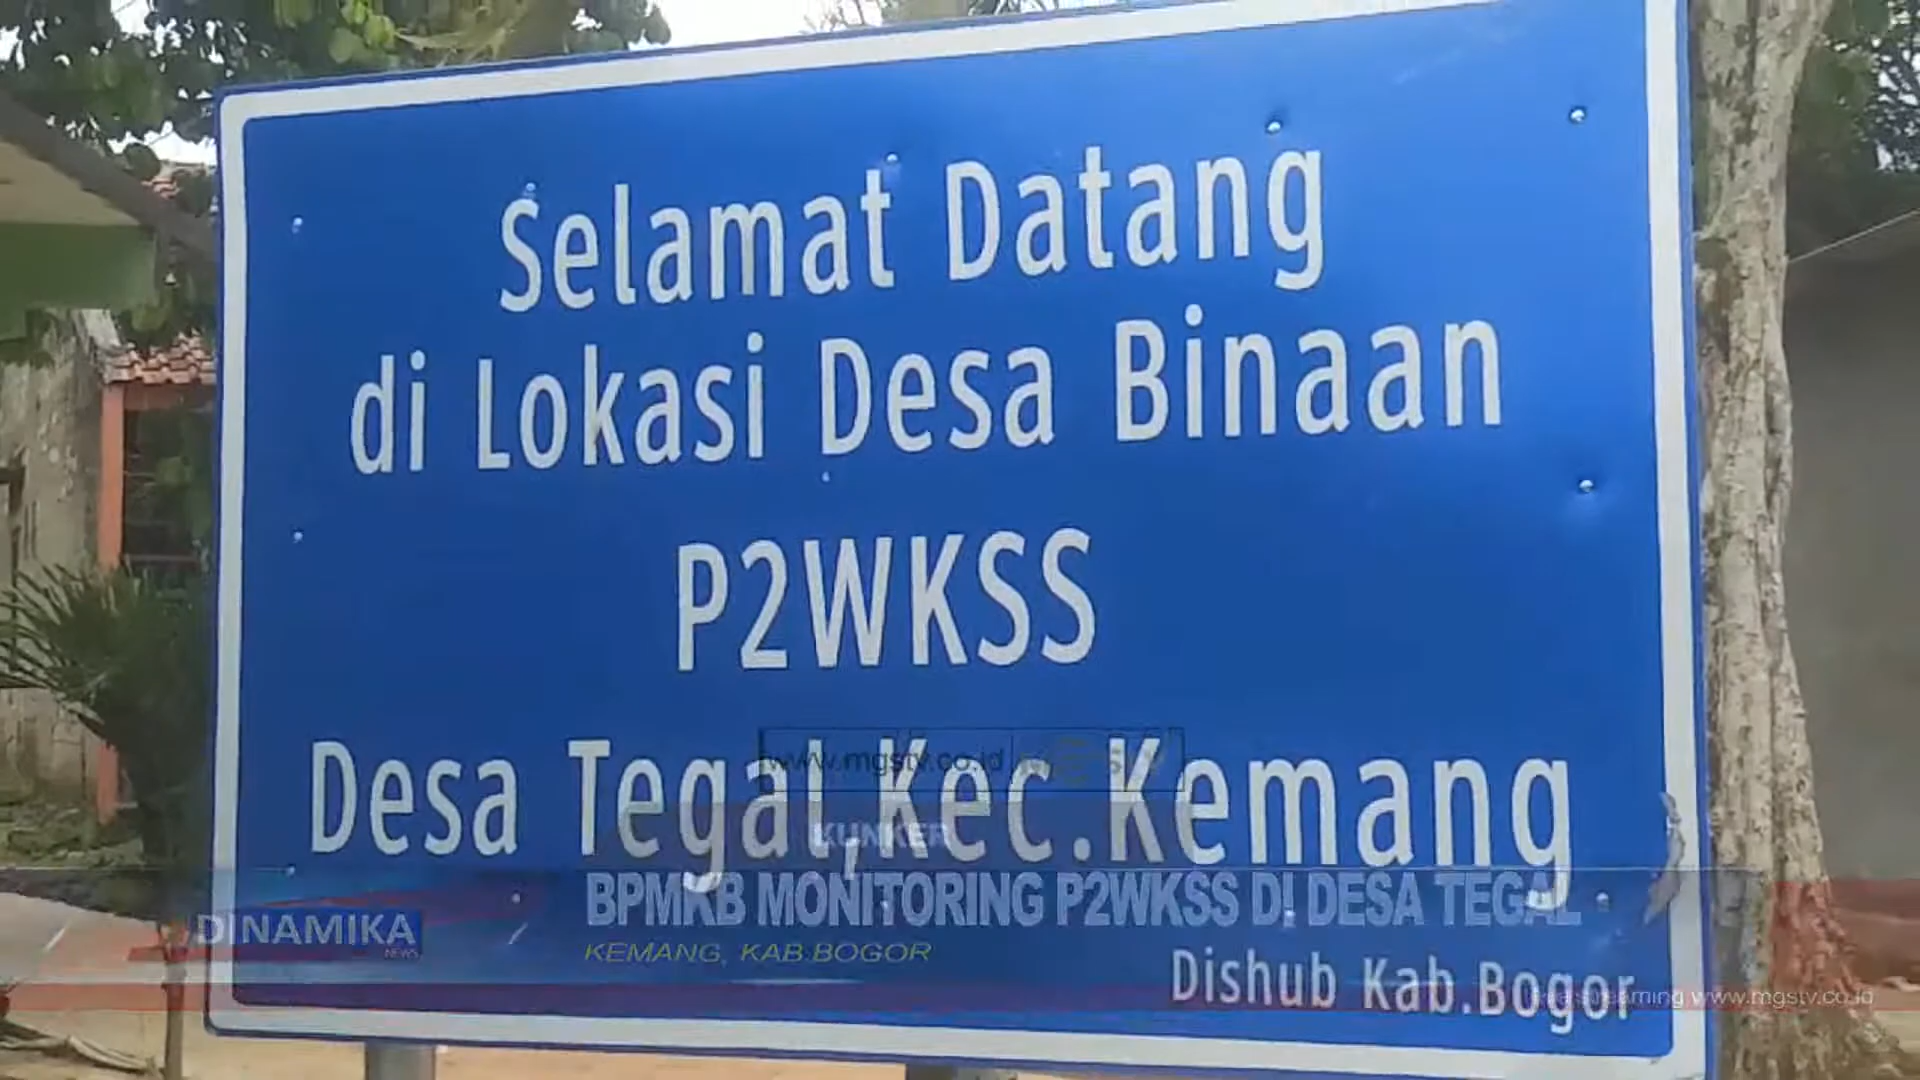 Selamat Datang
di Lokasi Desa Binaan
P2WKSS
Desa Tegal,Kec.Kemang
www.mgstv.co.id
KUNKER
BPMKB MONITORING P2WKSS DI DESA TEGAL
DINAMIKA
NEWS
KEMANG, KAB.BOGOR
Dishub Kab.Bogor
streaming www.mgstv.co.id